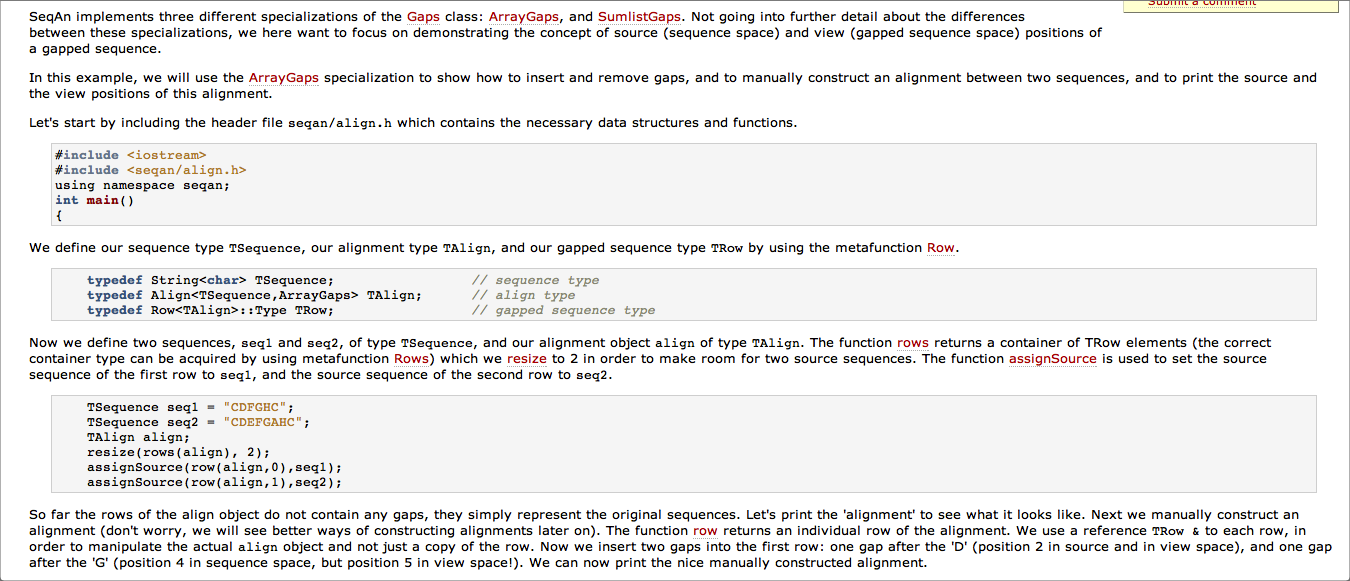 Submit a comment
SeqAn implements three different specializations of the Gaps class: ArrayGaps, and SumlistGaps. Not going into further detail about the differences
between these specializations, we here want to focus on demonstrating the concept of source (sequence space) and view (gapped sequence space) positions of
a gapped sequence.
In this example, we will use the ArrayGaps specialization to show how to insert and remove gaps, and to manually construct an alignment between two sequences, and to print the source and
the view positions of this alignment.
Let's start by including the header file seqan/align.h which contains the necessary data structures and functions.
#include <iostream>
#include <seqan/align.h>
using namespace seqan;
int main()
{
We define our sequence type TSequence, our alignment type TAlign, and our gapped sequence type TRow by using the metafunction Row.
typedef String<char> TSequence; // sequence type
typedef Align<TSequence,ArrayGaps> TAlign; // align type
typedef Row<TAlign>::Type TRow; // gapped sequence type
Now we define two sequences, seq1 and seq2, of type TSequence, and our alignment object align of type TAlign. The function rows returns a container of TRow elements (the correct
container type can be acquired by using metafunction Rows) which we resize to 2 in order to make room for two source sequences. The function assignSource is used to set the source
sequence of the first row to seq1, and the source sequence of the second row to seq2.
TSequence seq1 = "CDFGHC";
TSequence seq2 = "CDEFGAHC";
TAlign align;
resize(rows(align), 2);
assignSource(row(align,0),seq1);
assignSource(row(align,1),seq2);
So far the rows of the align object do not contain any gaps, they simply represent the original sequences. Let's print the 'alignment' to see what it looks like. Next we manually construct an
alignment (don't worry, we will see better ways of constructing alignments later on). The function row returns an individual row of the alignment. We use a reference TRow & to each row, in
order to manipulate the actual align object and not just a copy of the row. Now we insert two gaps into the first row: one gap after the 'D' (position 2 in source and in view space), and one gap
after the 'G' (position 4 in sequence space, but position 5 in view space!). We can now print the nice manually constructed alignment.